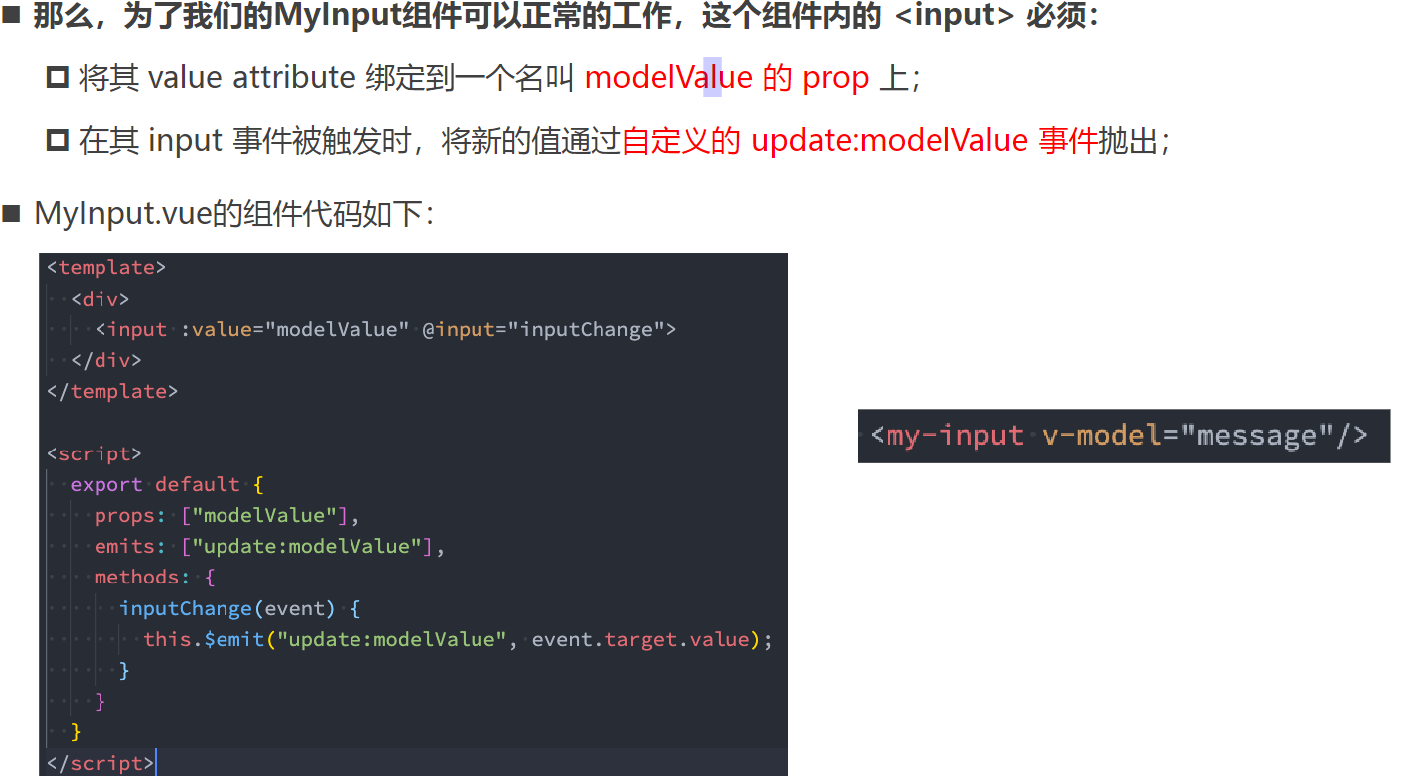 那么，为了我们的MyInput组件可以正常的工作，这个组件内的 <input> 必须：
将其 value attribute 绑定到一个名叫 modelValue 的 prop 上；
在其 input 事件被触发时，将新的值通过自定义的 update:modelValue 事件抛出；
MyInput.vue的组件代码如下：
<template>
  <div>
    <input :value="modelValue" @input="inputChange">
  </div>
</template>

<script>
  export default {
    props: ["modelValue"],
    emits: ["update:modelValue"],
    methods: {
      inputChange(event) {
        this.$emit("update:modelValue", event.target.value);
      }
    }
  }
</script>
<my-input v-model="message"/>